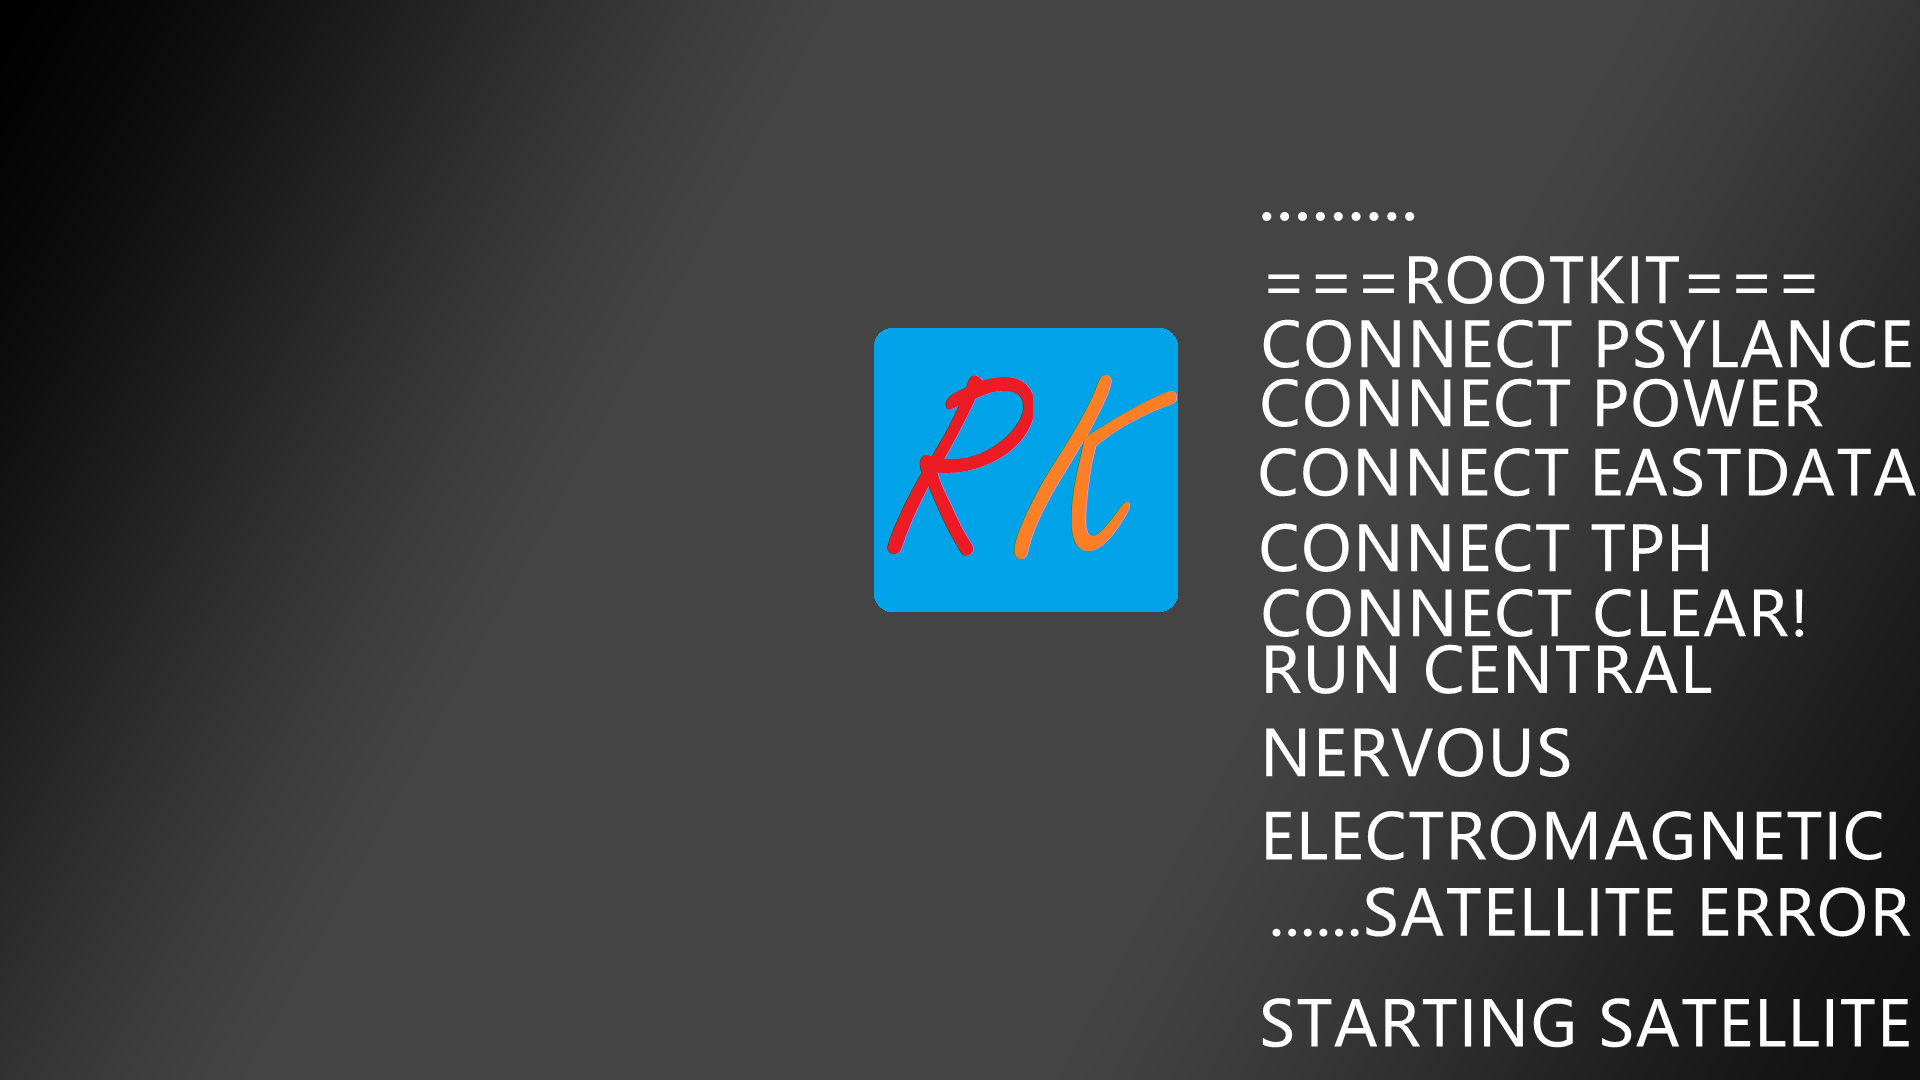 .........
===ROOTKIT===
CONNECT PSYLANCE
CONNECT POWER
RK
CONNECT EASTDATA
CONNECT TPH
CONNECT CLEAR!
RUN CENTRAL
NERVOUS
ELECTROMAGNETIC
......SATELLITE ERROR
STARTING SATELLITE